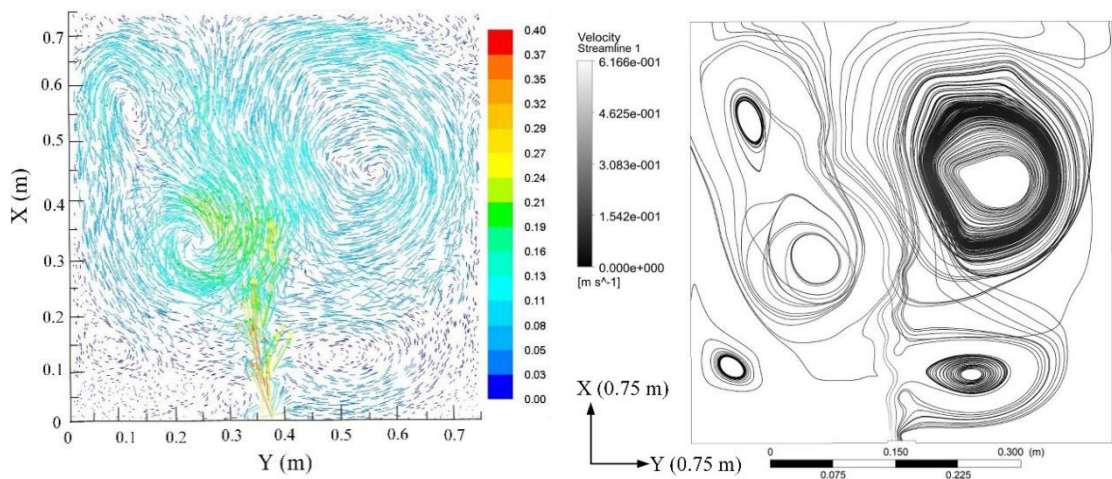 0.7
0.6
0.5
0.4
0.3
0.2
0.1
0
X (m)
0 0.1 0.2 0.3 0.4 0.5 0.6 0.7
Y (m)
0.40
0.37
0.35
0.32
0.29
0.27
0.24
0.21
0.19
0.16
0.13
0.11
0.08
0.05
0.03
0.00
Velocity
Streamline 1
6.166e-001
4.625e-001
3.083e-001
1.542e-001
0.000e+000
[m s^-1]
X (0.75 m)
Y (0.75 m)
0 0.150 0.300 (m)
0.075 0.225